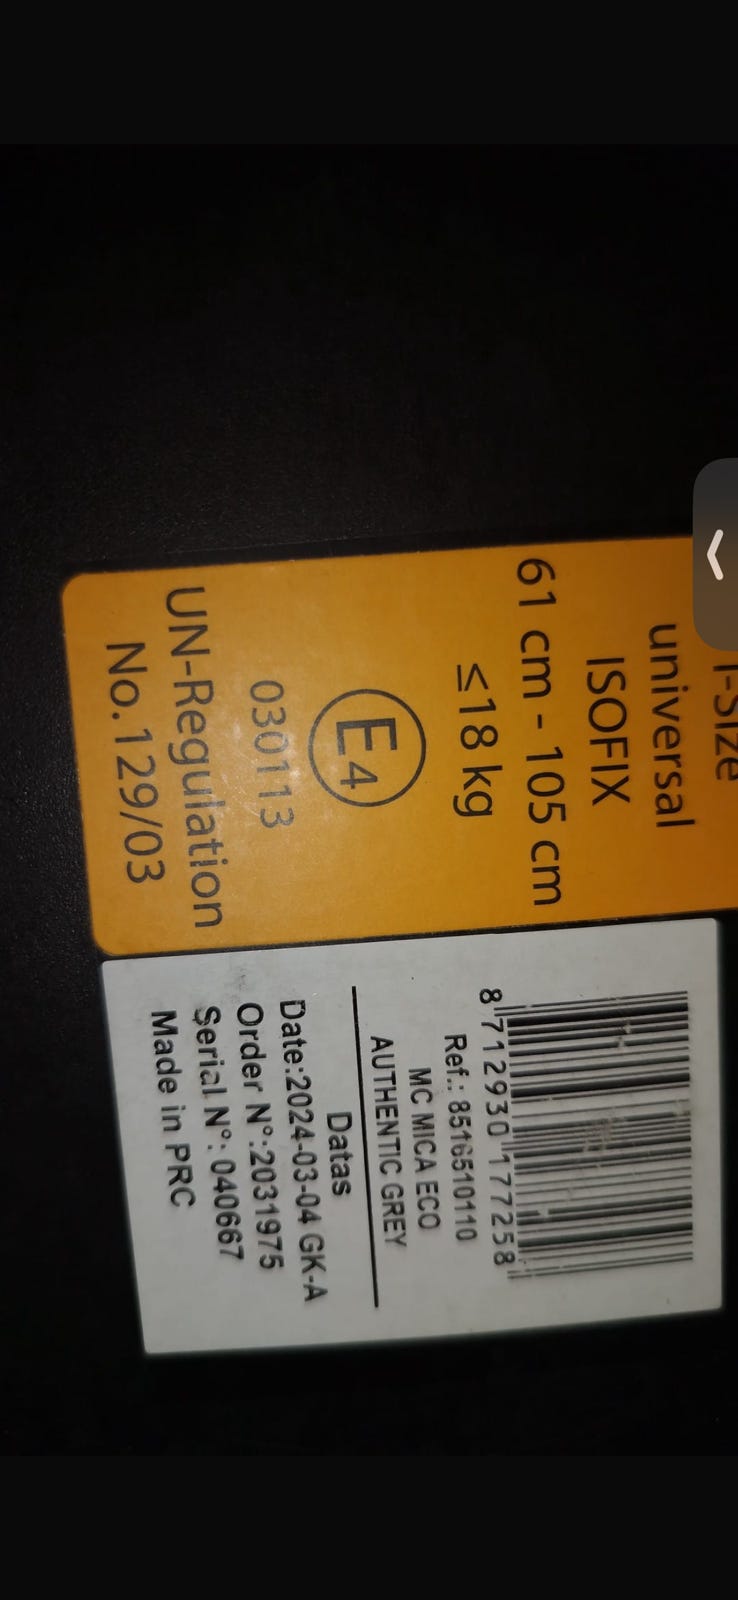 i-Size
universal
ISOFIX
61 cm - 105 cm
≤18 kg
E4
030113
UN-Regulation
No.129/03
8 712930 177258
Ref.: 8516510110
MC MICA ECO
AUTHENTIC GREY
Datas
Date:2024-03-04 GK-A
Order N°:2031975
Serial N°: 040667
Made in PRC